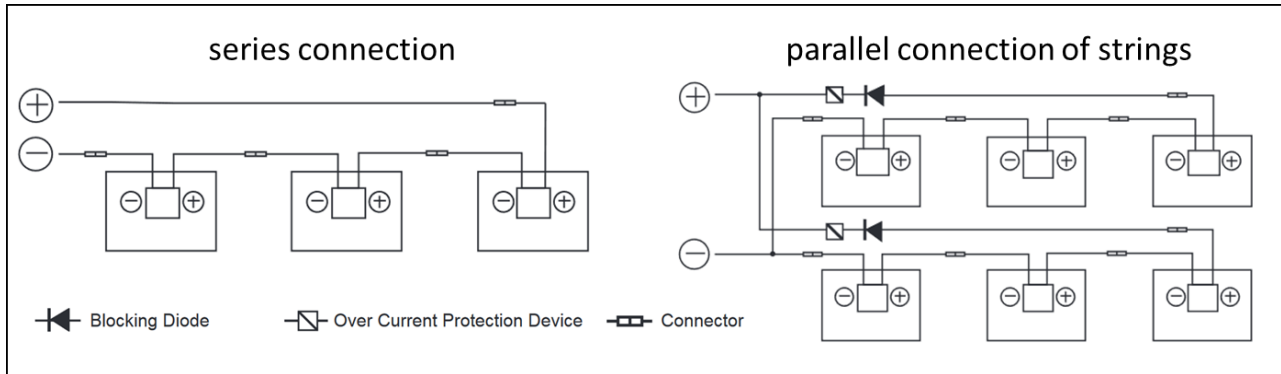 series connection
parallel connection of strings
+
−
− + − + − +
+
− + − + − +
−
− + − + − +
Blocking Diode Over Current Protection Device Connector